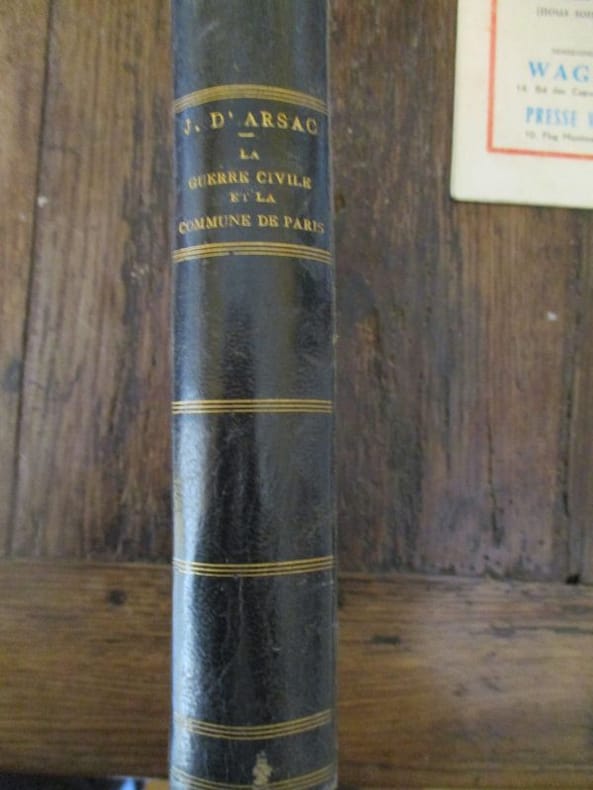 J. D'ARSAC
LA
GUERRE CIVILE
ET LA
COMMUNE DE PARIS
WAG
PRESSE